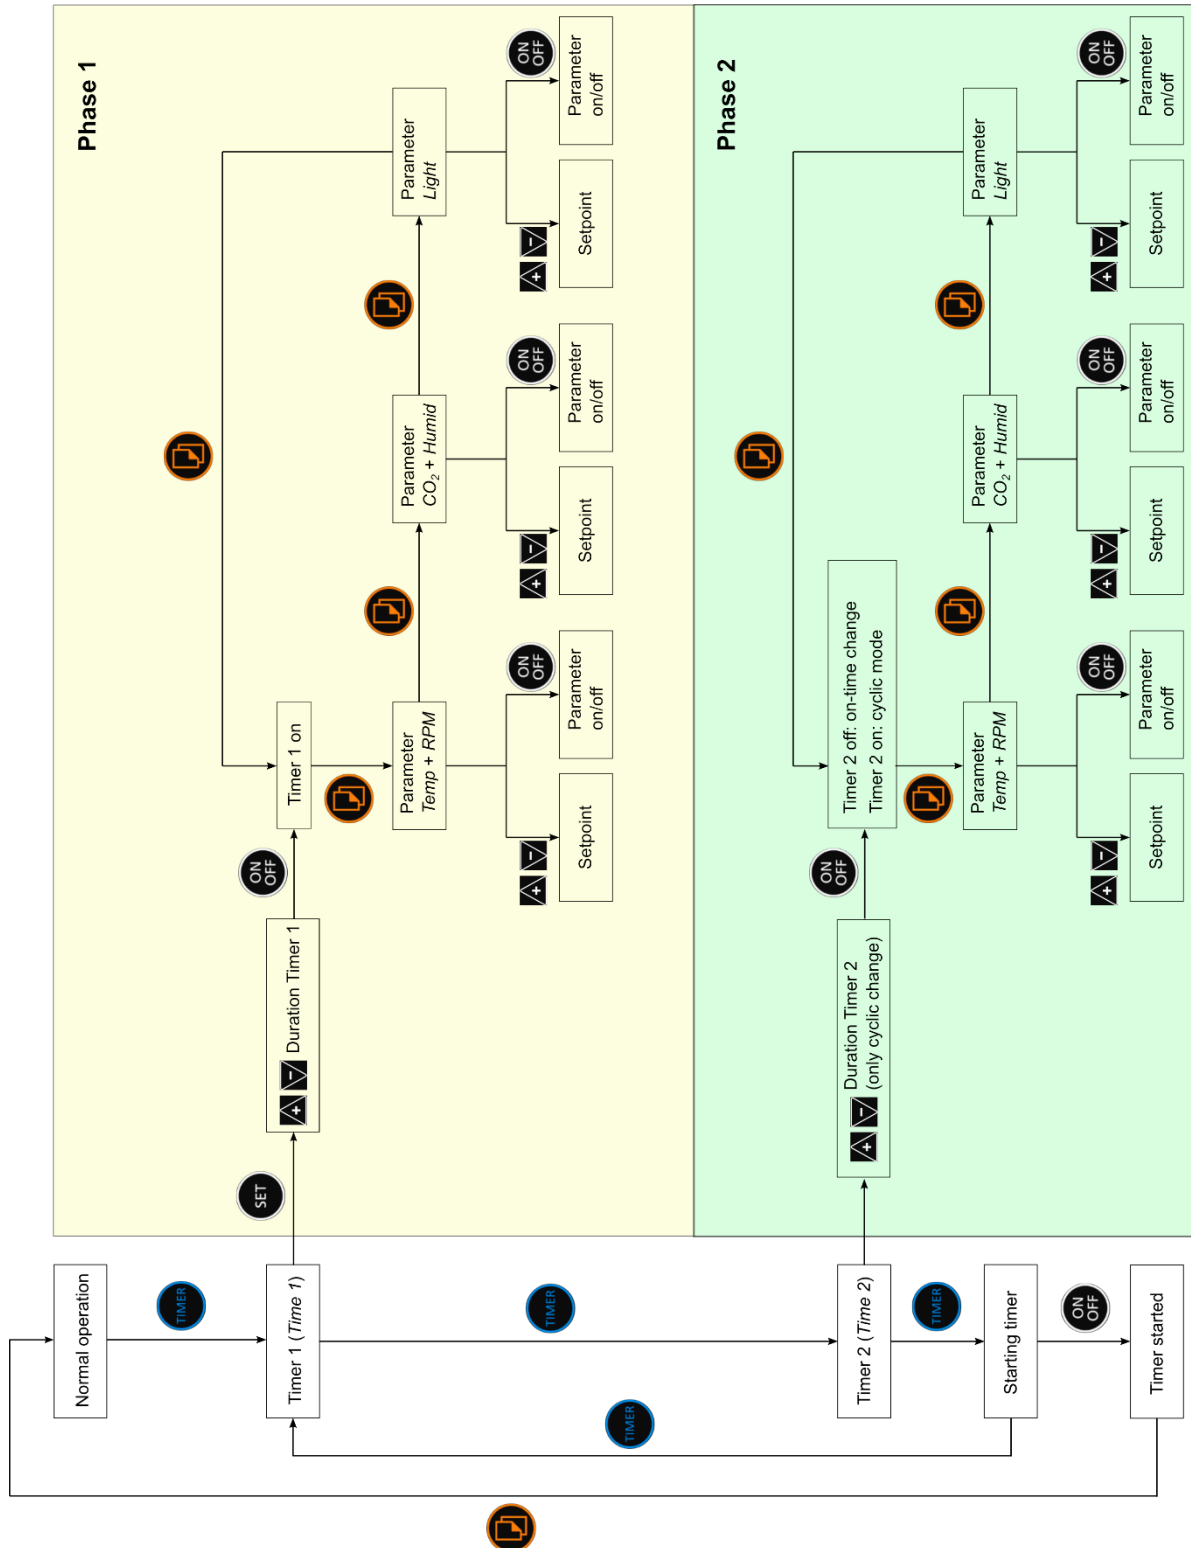 Normal operation
TIMER
Timer 1 (Time 1)
TIMER
TIMER
Timer 2 (Time 2)
TIMER
Starting timer
ON
OFF
Timer started
Phase 1
SET
+ − Duration Timer 1
ON
OFF
Timer 1 on
Parameter
Temp + RPM
+ −
Setpoint
ON
OFF
Parameter
on/off
Parameter
CO₂ + Humid
+ −
Setpoint
ON
OFF
Parameter
on/off
Parameter
Light
+ −
Setpoint
ON
OFF
Parameter
on/off
Phase 2
+ − Duration Timer 2
(only cyclic change)
ON
OFF
Timer 2 off: on-time change
Timer 2 on: cyclic mode
Parameter
Temp + RPM
+ −
Setpoint
ON
OFF
Parameter
on/off
Parameter
CO₂ + Humid
+ −
Setpoint
ON
OFF
Parameter
on/off
Parameter
Light
+ −
Setpoint
ON
OFF
Parameter
on/off